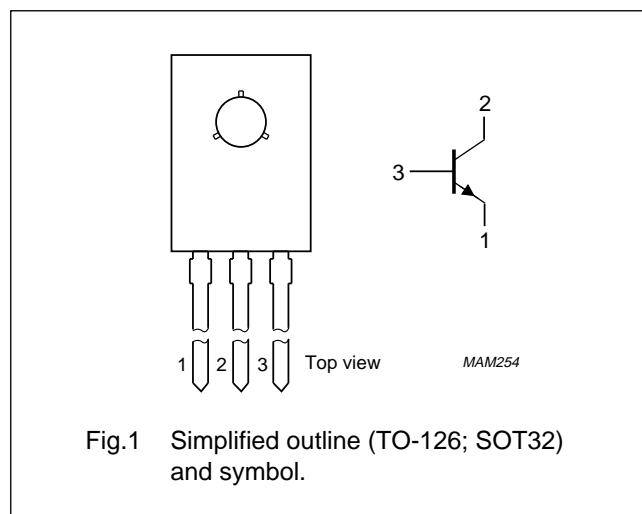 2
3
1
1 2 3 Top view MAM254
Fig.1 Simplified outline (TO-126; SOT32)
and symbol.